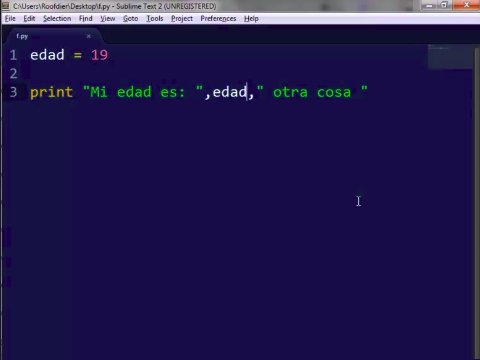 C:\Users\Roofdier\Desktop\f.py - Sublime Text 2 (UNREGISTERED)
File Edit Selection Find View Goto Tools Project Preferences Help
f.py
1 edad = 19
2
3 print "Mi edad es: ",edad," otra cosa "